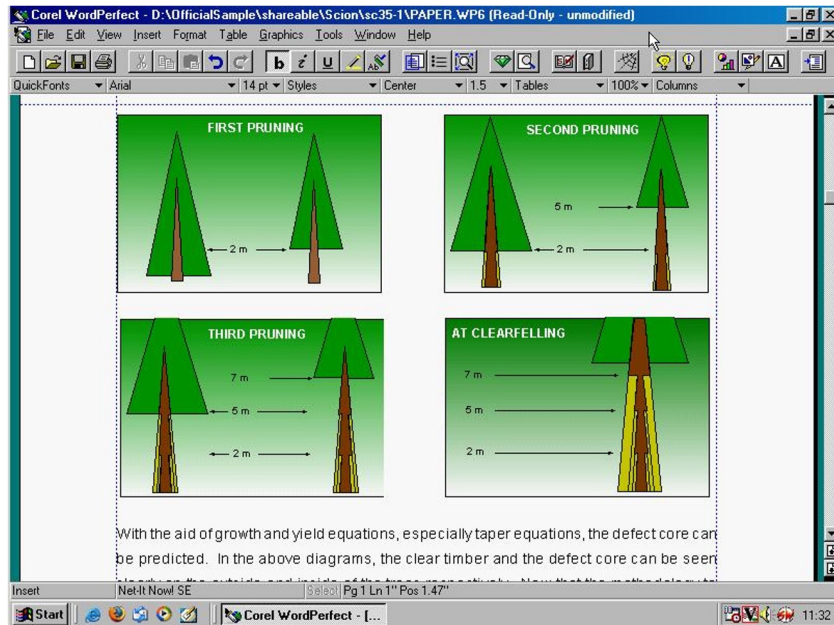 Corel WordPerfect - D:\OfficialSample\shareable\Scion\sc35-1\PAPER.WP6 (Read-Only - unmodified)
File Edit View Insert Format Table Graphics Tools Window Help
b i u
QuickFonts Arial 14 pt Styles Center 1.5 Tables 100% Columns
FIRST PRUNING
2 m
SECOND PRUNING
5 m
2 m
THIRD PRUNING
7 m
5 m
2 m
AT CLEARFELLING
7 m
5 m
2 m
With the aid of growth and yield equations, especially taper equations, the defect core can
be predicted. In the above diagrams, the clear timber and the defect core can be seen
Insert Net-It Now! SE Select Pg 1 Ln 1" Pos 1.47"
Start Corel WordPerfect - [... 11:32